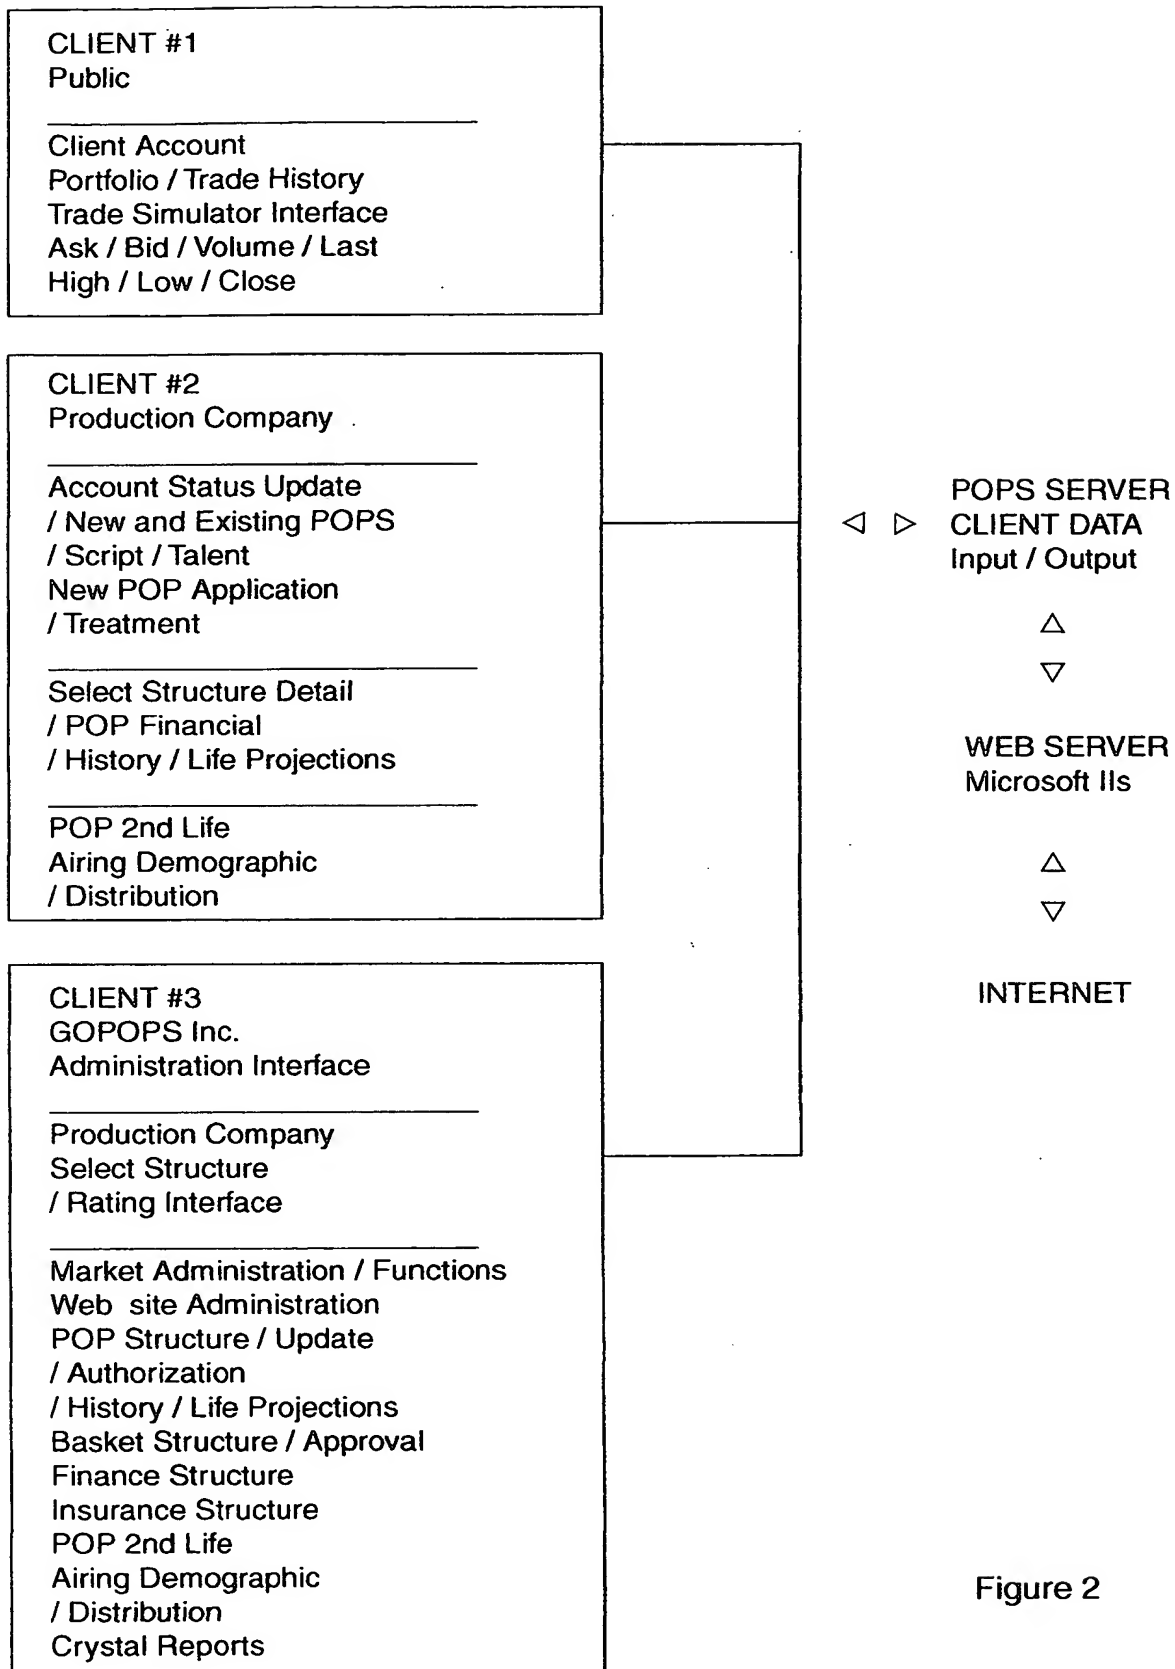 CLIENT #1
Public
Client Account
Portfolio / Trade History
Trade Simulator Interface
Ask / Bid / Volume / Last
High / Low / Close
CLIENT #2
Production Company
Account Status Update
/ New and Existing POPS
/ Script / Talent
New POP Application
/ Treatment
Select Structure Detail
/ POP Financial
/ History / Life Projections
POP 2nd Life
Airing Demographic
/ Distribution
CLIENT #3
GOPOPS Inc.
Administration Interface
Production Company
Select Structure
/ Rating Interface
Market Administration / Functions
Web site Administration
POP Structure / Update
/ Authorization
/ History / Life Projections
Basket Structure / Approval
Finance Structure
Insurance Structure
POP 2nd Life
Airing Demographic
/ Distribution
Crystal Reports
POPS SERVER
CLIENT DATA
Input / Output
WEB SERVER
Microsoft IIs
INTERNET
Figure 2